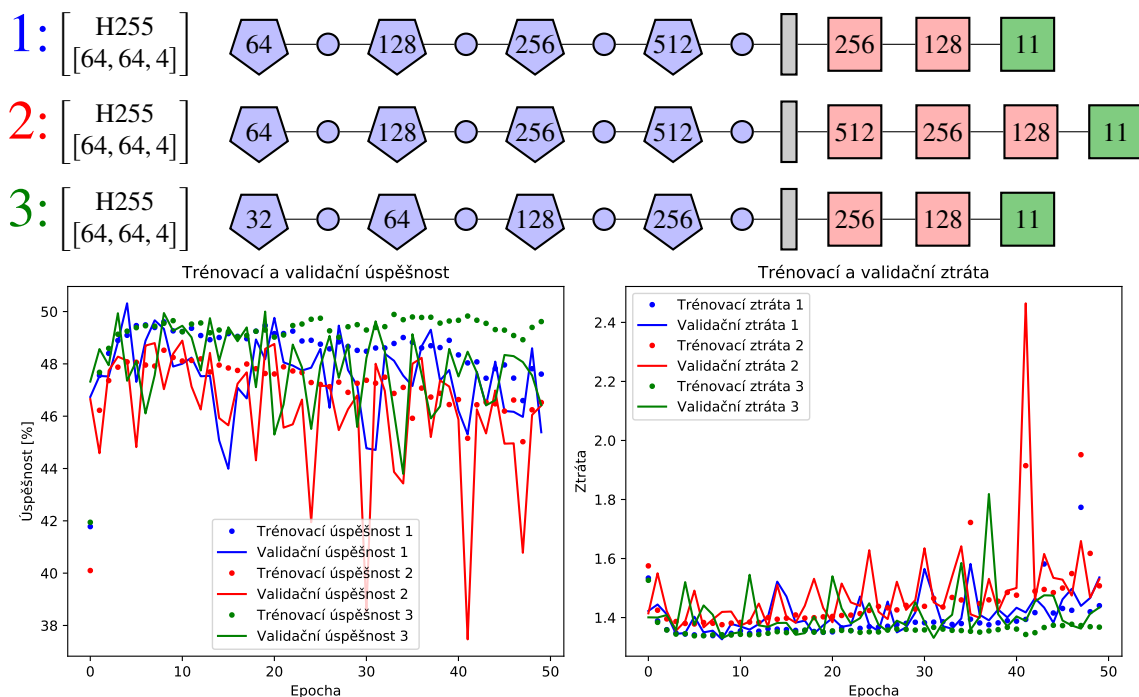 1: H255
[64, 64, 4]
64 128 256 512 256 128 11
2: H255
[64, 64, 4]
64 128 256 512 512 256 128 11
3: H255
[64, 64, 4]
32 64 128 256 256 128 11
Trénovací a validační úspěšnost
Úspěšnost [%]
50
48
46
44
42
40
38
Trénovací úspěšnost 1
Validační úspěšnost 1
Trénovací úspěšnost 2
Validační úspěšnost 2
Trénovací úspěšnost 3
Validační úspěšnost 3
0 10 20 30 40 50
Epocha
Trénovací a validační ztráta
Ztráta
2.4
2.2
2.0
1.8
1.6
1.4
Trénovací ztráta 1
Validační ztráta 1
Trénovací ztráta 2
Validační ztráta 2
Trénovací ztráta 3
Validační ztráta 3
0 10 20 30 40 50
Epocha